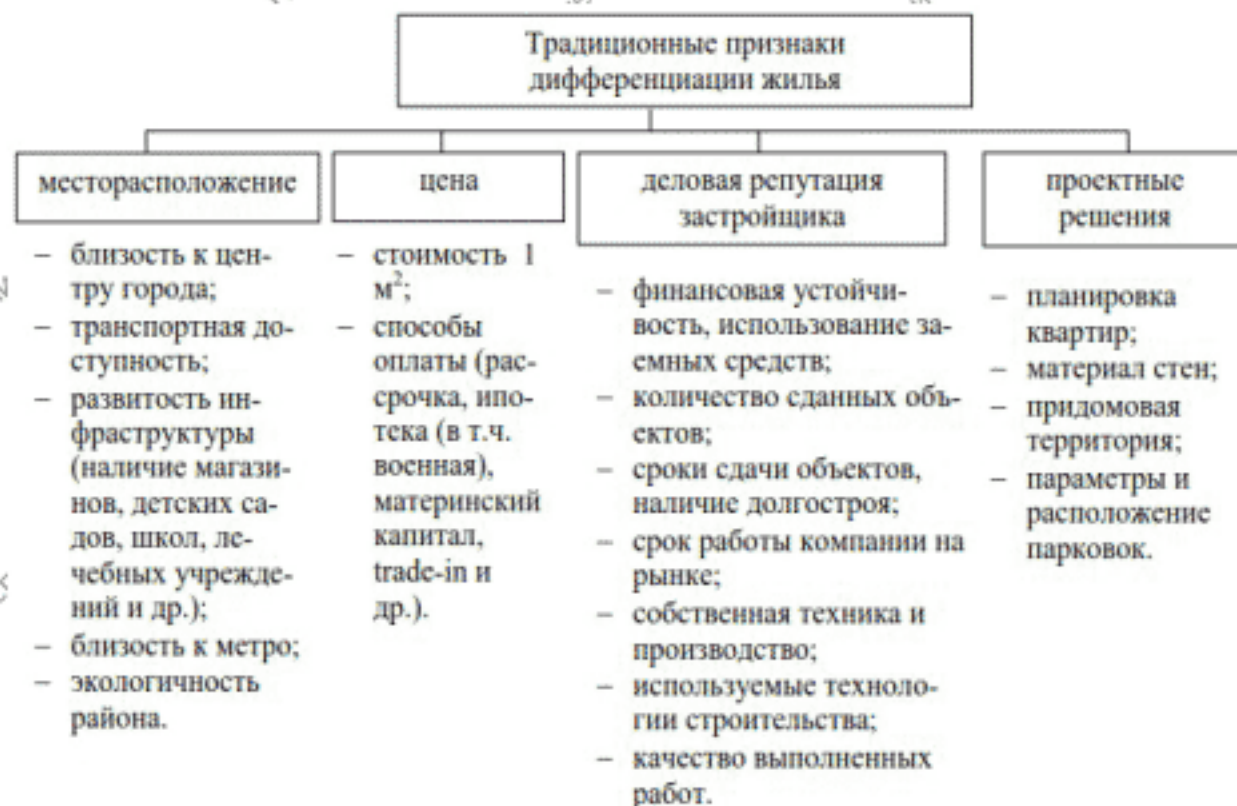 Традиционные признаки
дифференциации жилья
месторасположение
– близость к цен-
тру города;
– транспортная до-
ступность;
– развитость ин-
фраструктуры
(наличие магази-
нов, детских са-
дов, школ, ле-
чебных учрежде-
ний и др.);
– близость к метро;
– экологичность
района.
цена
– стоимость 1
м²;
– способы
оплаты (рас-
срочка, ипо-
тека (в т.ч.
военная),
материнский
капитал,
trade-in и
др.).
деловая репутация
застройщика
– финансовая устойчи-
вость, использование за-
емных средств;
– количество сданных объ-
ектов;
– сроки сдачи объектов,
наличие долгостроя;
– срок работы компании на
рынке;
– собственная техника и
производство;
– используемые техноло-
гии строительства;
– качество выполненных
работ.
проектные
решения
– планировка
квартир;
– материал стен;
– придомовая
территория;
– параметры и
расположение
парковок.